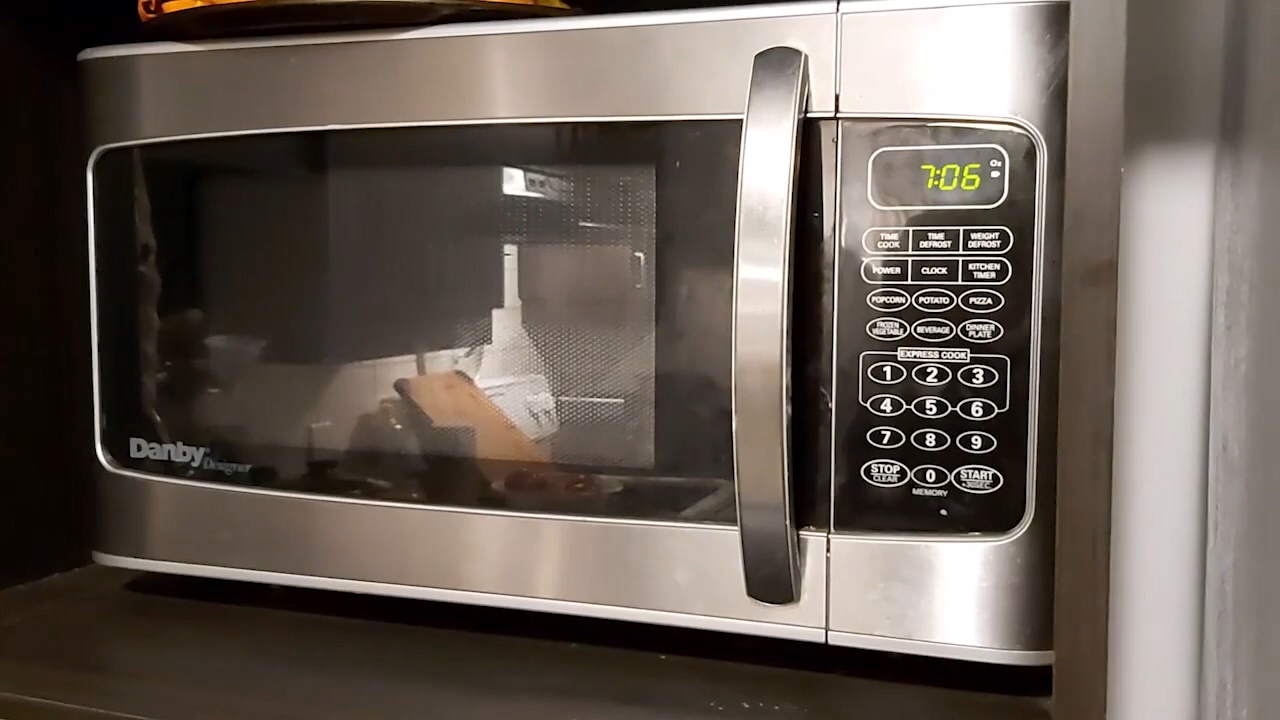 7:06
Oz
TIME COOK TIME DEFROST WEIGHT DEFROST
POWER CLOCK KITCHEN TIMER
POPCORN POTATO PIZZA
FROZEN VEGETABLE BEVERAGE DINNER PLATE
EXPRESS COOK
1 2 3
4 5 6
7 8 9
STOP CLEAR 0 START +30SEC
MEMORY
Danby Designer